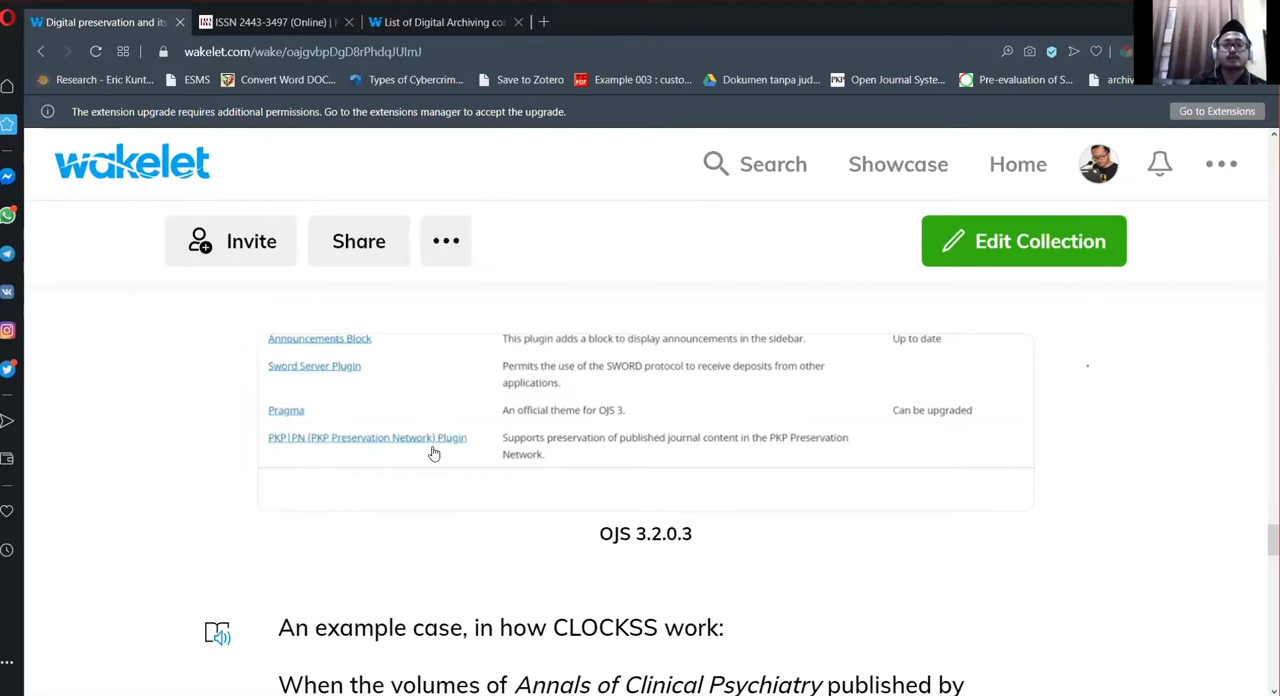 Digital preservation and its
ISSN 2443-3497 (Online) |
List of Digital Archiving co
wakelet.com/wake/oajgvbpDgD8rPhdqJUImJ
Research - Eric Kunt...
ESMS
Convert Word DOC...
Types of Cybercrim...
Save to Zotero
Example 003 : custo...
Dokumen tanpa jud...
Open Journal Syste...
Pre-evaluation of S...
archiv
The extension upgrade requires additional permissions. Go to the extensions manager to accept the upgrade.
Go to Extensions
wakelet
Search
Showcase
Home
Invite
Share
Edit Collection
Announcements Block
This plugin adds a block to display announcements in the sidebar.
Up to date
Sword Server Plugin
Permits the use of the SWORD protocol to receive deposits from other
applications.
Pragma
An official theme for OJS 3.
Can be upgraded
PKP|PN (PKP Preservation Network) Plugin
Supports preservation of published journal content in the PKP Preservation
Network.
OJS 3.2.0.3
An example case, in how CLOCKSS work:
When the volumes of Annals of Clinical Psychiatry published by